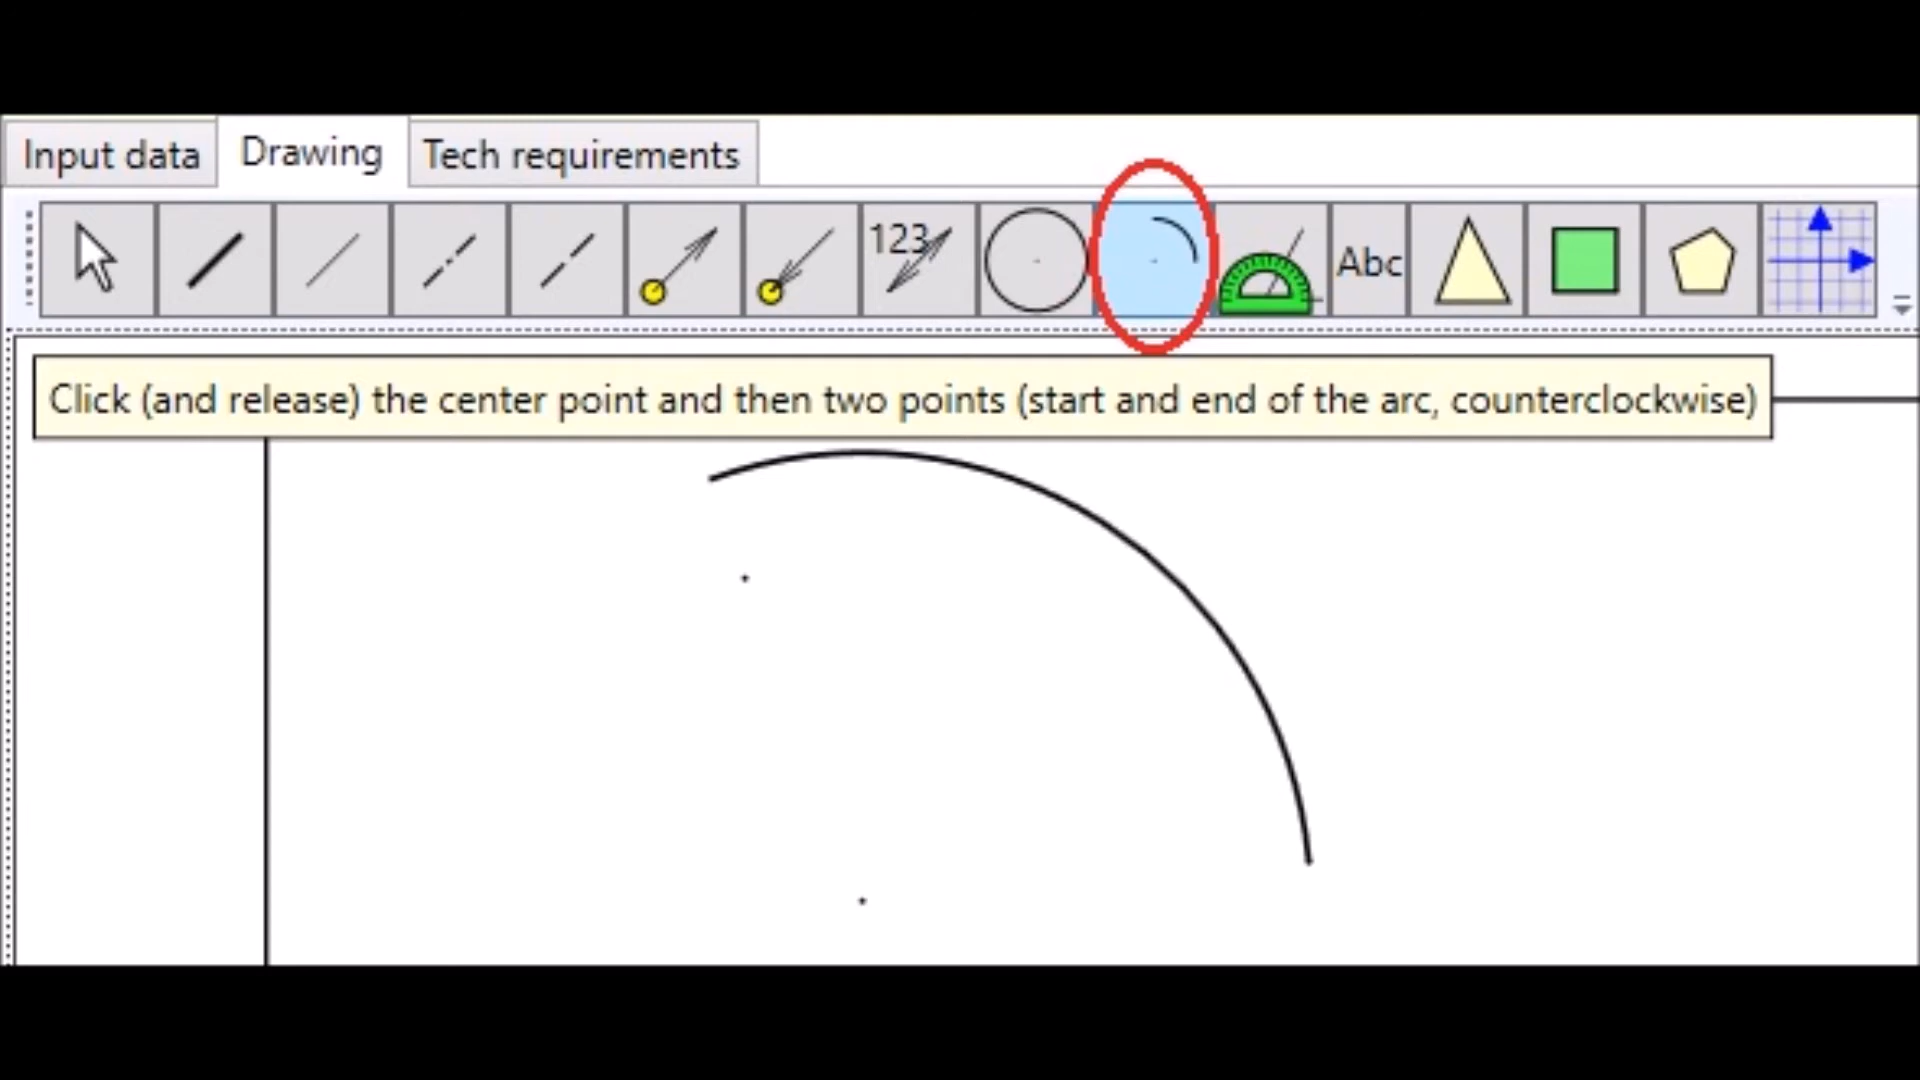 Input data
Drawing
Tech requirements
123
Abc
Click (and release) the center point and then two points (start and end of the arc, counterclockwise)